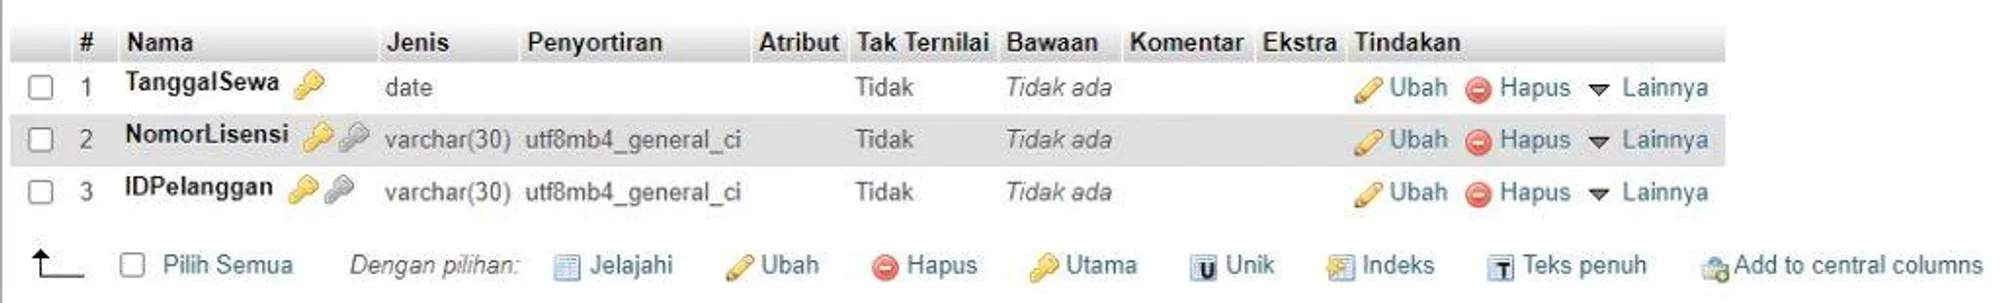 # Nama Jenis Penyortiran Atribut Tak Ternilai Bawaan Komentar Ekstra Tindakan
1 TanggalSewa date Tidak Tidak ada Ubah Hapus Lainnya
2 NomorLisensi varchar(30) utf8mb4_general_ci Tidak Tidak ada Ubah Hapus Lainnya
3 IDPelanggan varchar(30) utf8mb4_general_ci Tidak Tidak ada Ubah Hapus Lainnya
Pilih Semua Dengan pilihan: Jelajahi Ubah Hapus Utama Unik Indeks Teks penuh Add to central columns